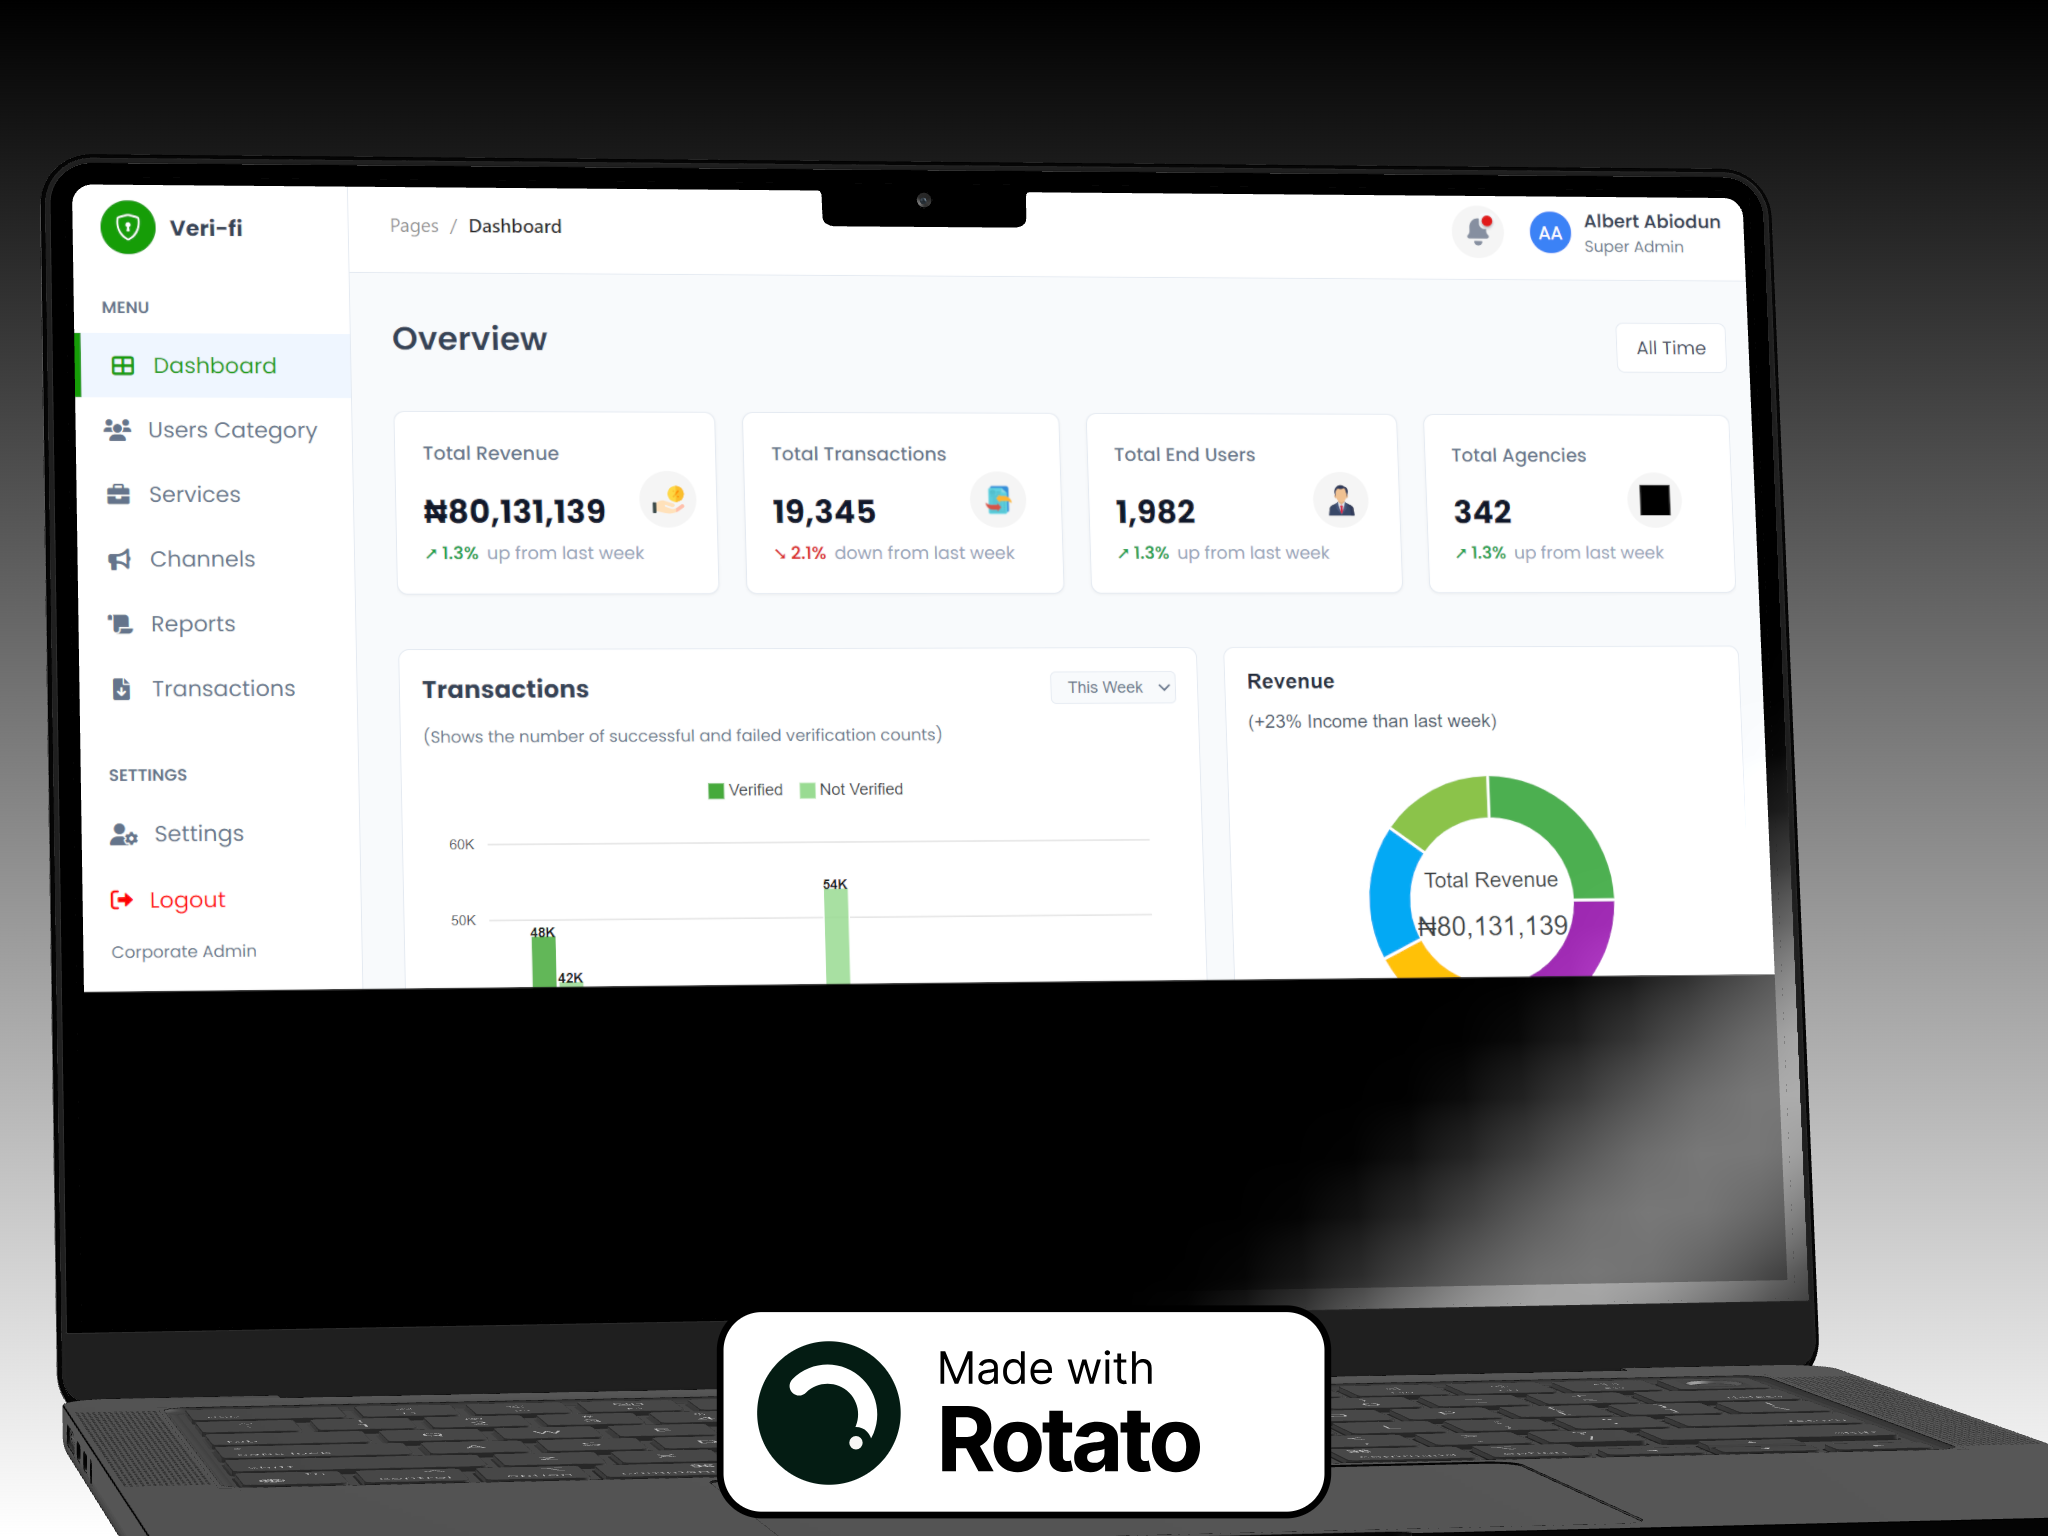 Veri-fi
Pages / Dashboard
AA
Albert Abiodun
Super Admin
MENU
Dashboard
Users Category
Services
Channels
Reports
Transactions
SETTINGS
Settings
Logout
Corporate Admin
Overview
All Time
Total Revenue
₦80,131,139
↗ 1.3% up from last week
Total Transactions
19,345
↘ 2.1% down from last week
Total End Users
1,982
↗ 1.3% up from last week
Total Agencies
342
↗ 1.3% up from last week
Transactions
This Week
(Shows the number of successful and failed verification counts)
Verified Not Verified
60K
54K
50K
48K
42K
Revenue
(+23% Income than last week)
Total Revenue
₦80,131,139
Made with
Rotato